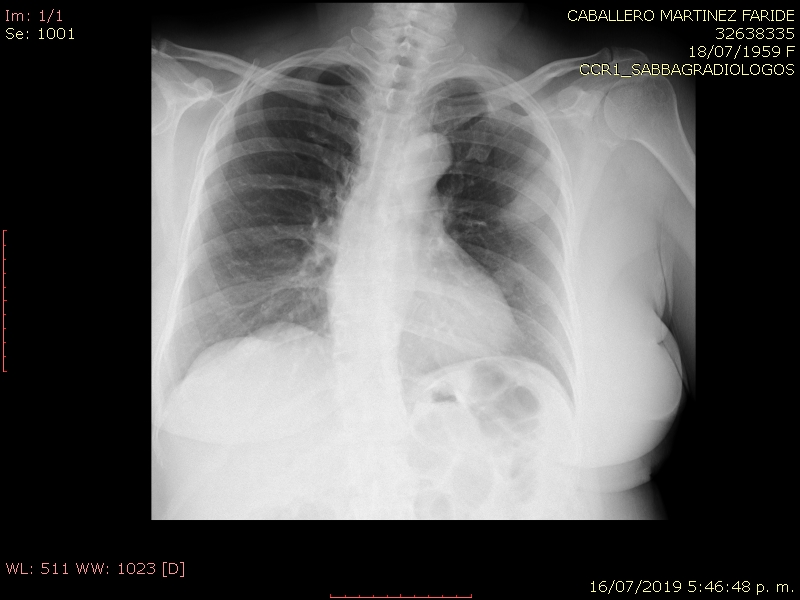 Im: 1/1
Se: 1001
CABALLERO MARTINEZ FARIDE
32638335
18/07/1959 F
CCR1_SABBAGRADIOLOGOS
WL: 511 WW: 1023 [D]
16/07/2019 5:46:48 p. m.